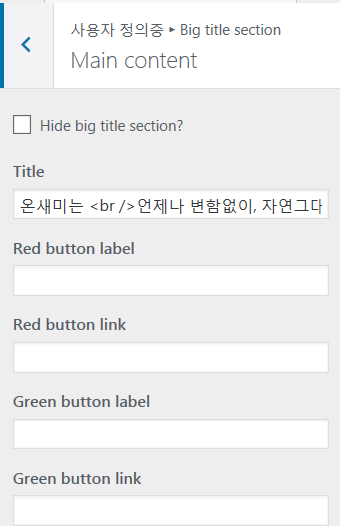 사용자 정의중 ▸ Big title section
Main content
Hide big title section?
Title
온새미는 <br />언제나 변함없이, 자연그대
Red button label
Red button link
Green button label
Green button link